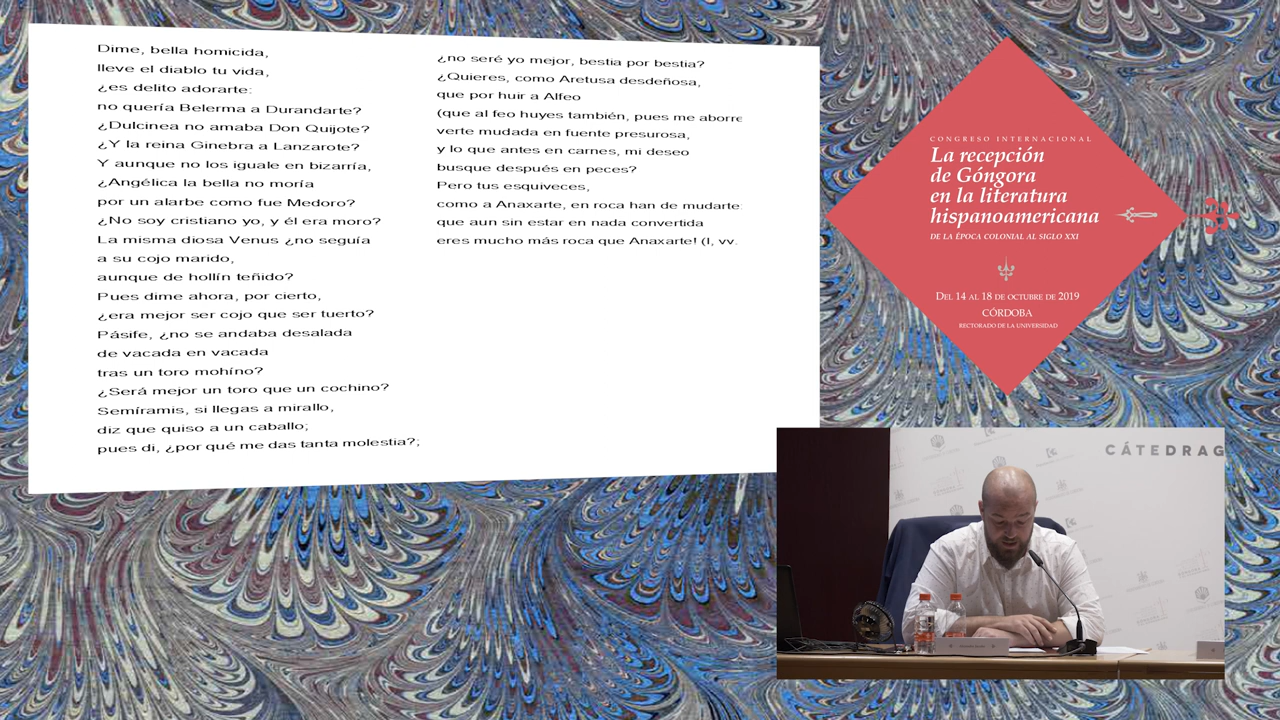 Dime, bella homicida,
lleve el diablo tu vida,
¿es delito adorarte:
no quería Belerma a Durandarte?
¿Dulcinea no amaba Don Quijote?
¿Y la reina Ginebra a Lanzarote?
Y aunque no los iguale en bizarría,
¿Angélica la bella no moría
por un alarbe como fue Medoro?
¿No soy cristiano yo, y él era moro?
La misma diosa Venus ¿no seguía
a su cojo marido,
aunque de hollín teñido?
Pues dime ahora, por cierto,
¿era mejor ser cojo que ser tuerto?
Pásife, ¿no se andaba desalada
de vacada en vacada
tras un toro mohíno?
¿Será mejor un toro que un cochino?
Semíramis, si llegas a mirallo,
diz que quiso a un caballo;
pues di, ¿por qué me das tanta molestia?;
¿no seré yo mejor, bestia por bestia?
¿Quieres, como Aretusa desdeñosa,
que por huir a Alfeo
(que al feo huyes también, pues me aborre
verte mudada en fuente presurosa,
y lo que antes en carnes, mi deseo
busque después en peces?
Pero tus esquiveces,
como a Anaxarte, en roca han de mudarte
que aun sin estar en nada convertida
eres mucho más roca que Anaxarte! (I, vv.
CONGRESO INTERNACIONAL
La recepción
de Góngora
en la literatura
hispanoamericana
DE LA ÉPOCA COLONIAL AL SIGLO XXI
DEL 14 AL 18 DE OCTUBRE DE 2019
CÓRDOBA
RECTORADO DE LA UNIVERSIDAD
CÁTEDRAG